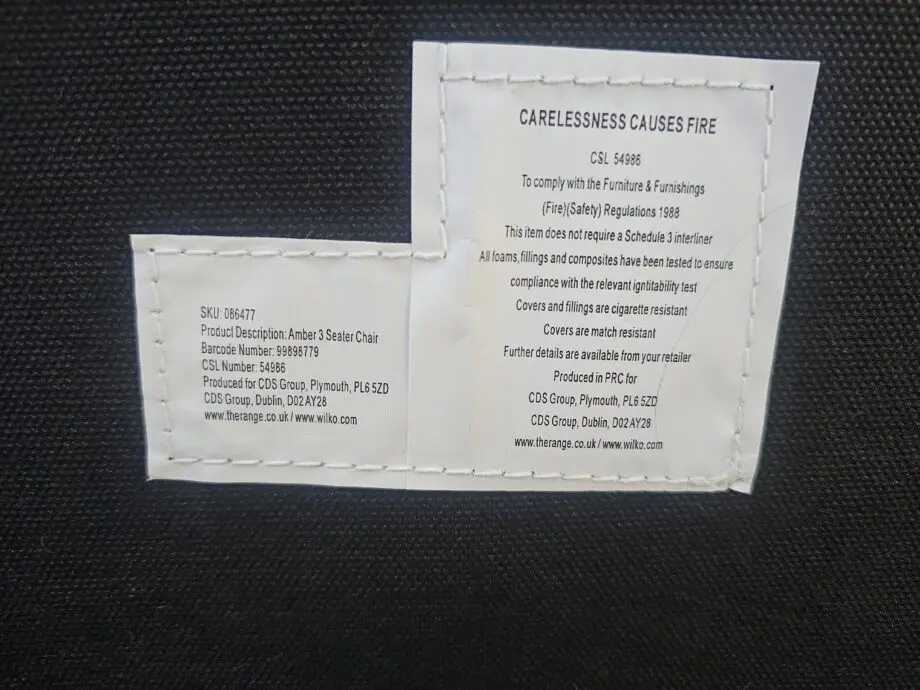 SKU: 086477
Product Description: Amber 3 Seater Chair
Barcode Number: 99898779
CSL Number: 54986
Produced for CDS Group, Plymouth, PL6 5ZD
CDS Group, Dublin, D02 AY28
www.therange.co.uk / www.wilko.com
CARELESSNESS CAUSES FIRE
CSL 54986
To comply with the Furniture & Furnishings
(Fire)(Safety) Regulations 1988
This item does not require a Schedule 3 interliner
All foams,fillings and composites have been tested to ensure
compliance with the relevant igntitability test
Covers and fillings are cigarette resistant
Covers are match resistant
Further details are available from your retailer
Produced in PRC for
CDS Group, Plymouth, PL6 5ZD
CDS Group, Dublin, D02 AY28
www.therange.co.uk / www.wilko.com